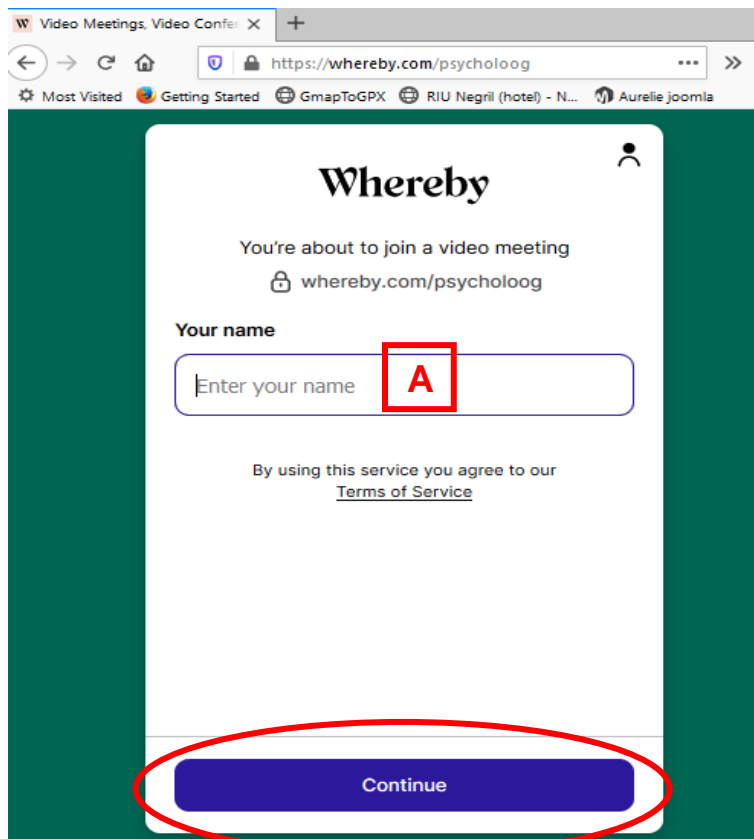 W Video Meetings, Video Confer
https://whereby.com/psycholoog
Most Visited Getting Started GmapToGPX RIU Negril (hotel) - N... Aurelie joomla
Whereby
You're about to join a video meeting
whereby.com/psycholoog
Your name
Enter your name A
By using this service you agree to our
Terms of Service
Continue